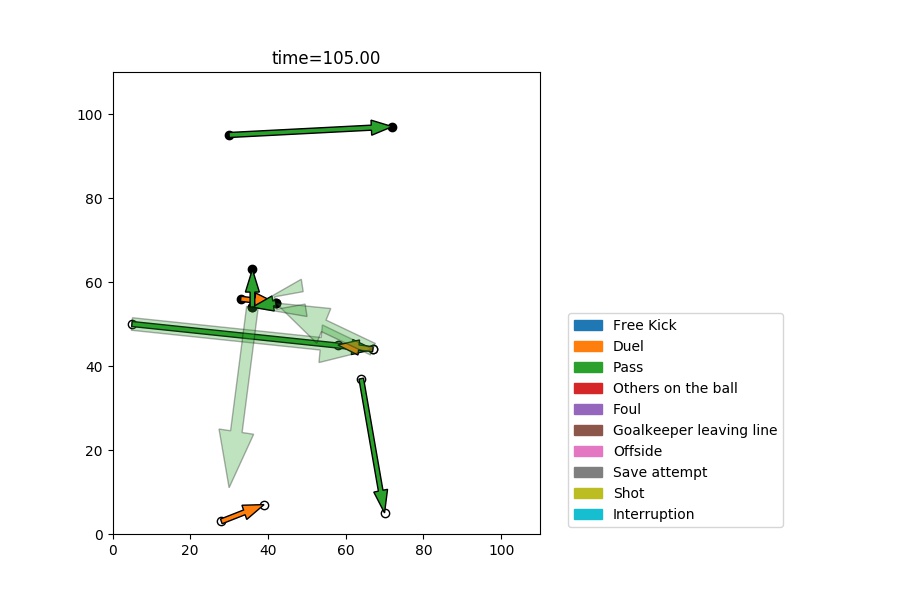 time=105.00
100
80
60
40
20
0
0 20 40 60 80 100
Free Kick
Duel
Pass
Others on the ball
Foul
Goalkeeper leaving line
Offside
Save attempt
Shot
Interruption